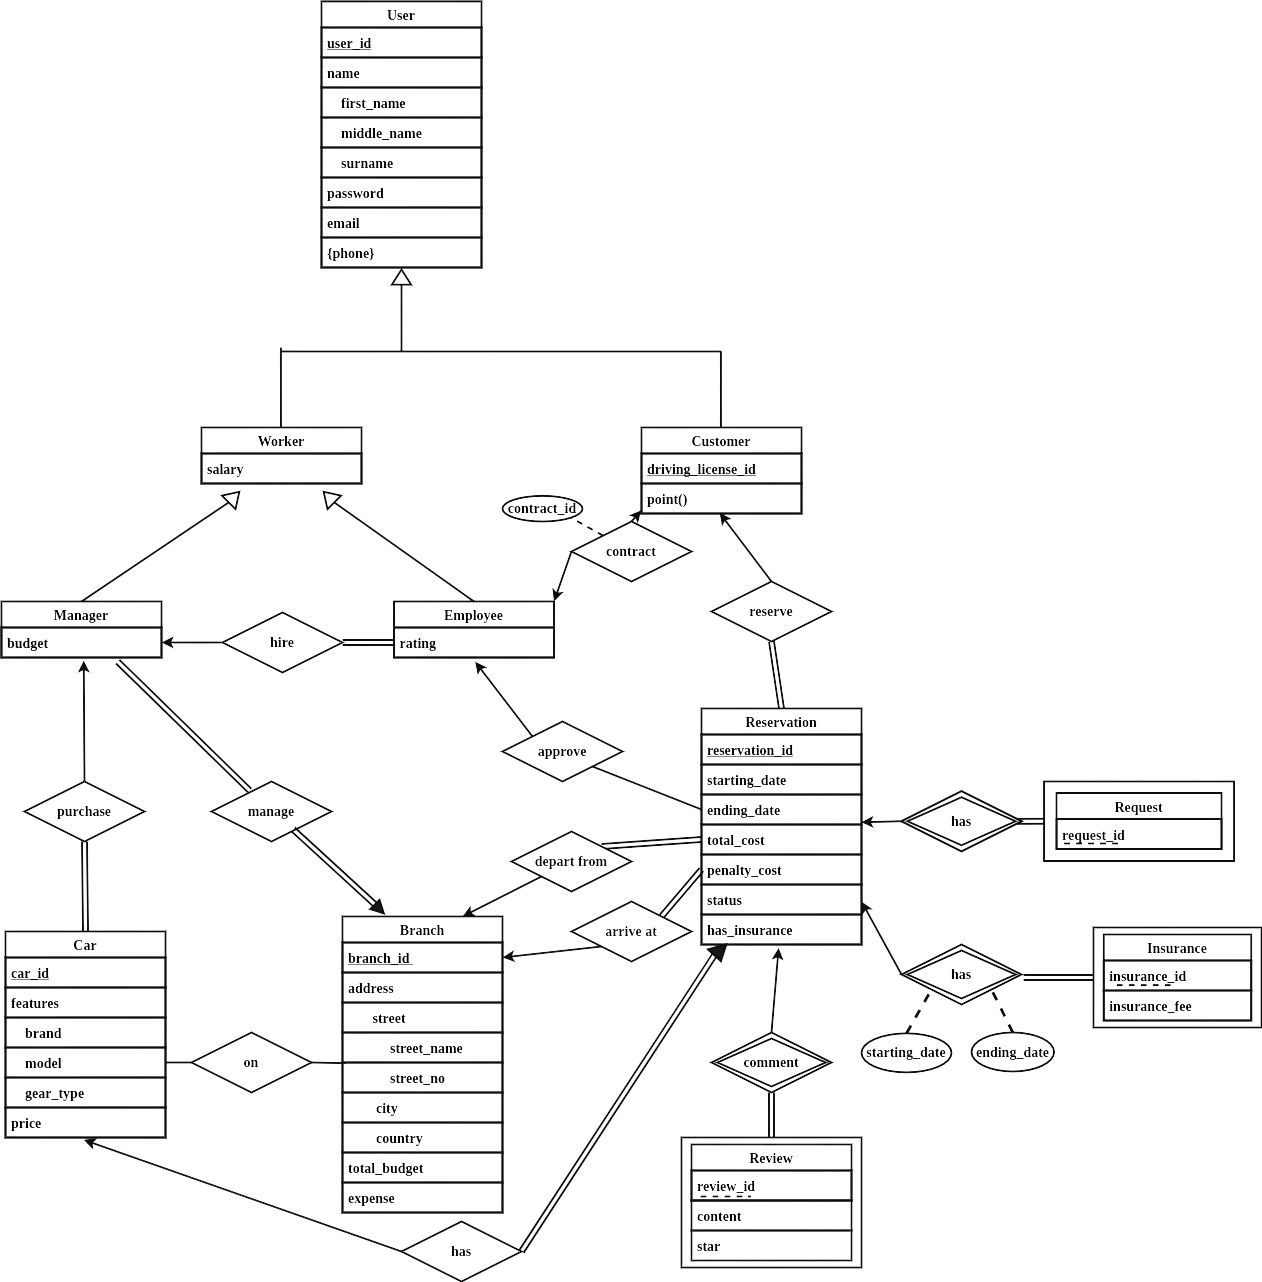 User
user_id
name
first_name
middle_name
surname
password
email
{phone}
Worker
salary
Customer
driving_license_id
point()
contract_id
contract
Manager
budget
hire
Employee
rating
reserve
approve
purchase
manage
Reservation
reservation_id
starting_date
ending_date
total_cost
penalty_cost
status
has_insurance
has
Request
request_id
depart from
arrive at
Car
car_id
features
brand
model
gear_type
price
on
Branch
branch_id
address
street
street_name
street_no
city
country
total_budget
expense
has
starting_date
ending_date
Insurance
insurance_id
insurance_fee
comment
Review
review_id
content
star
has